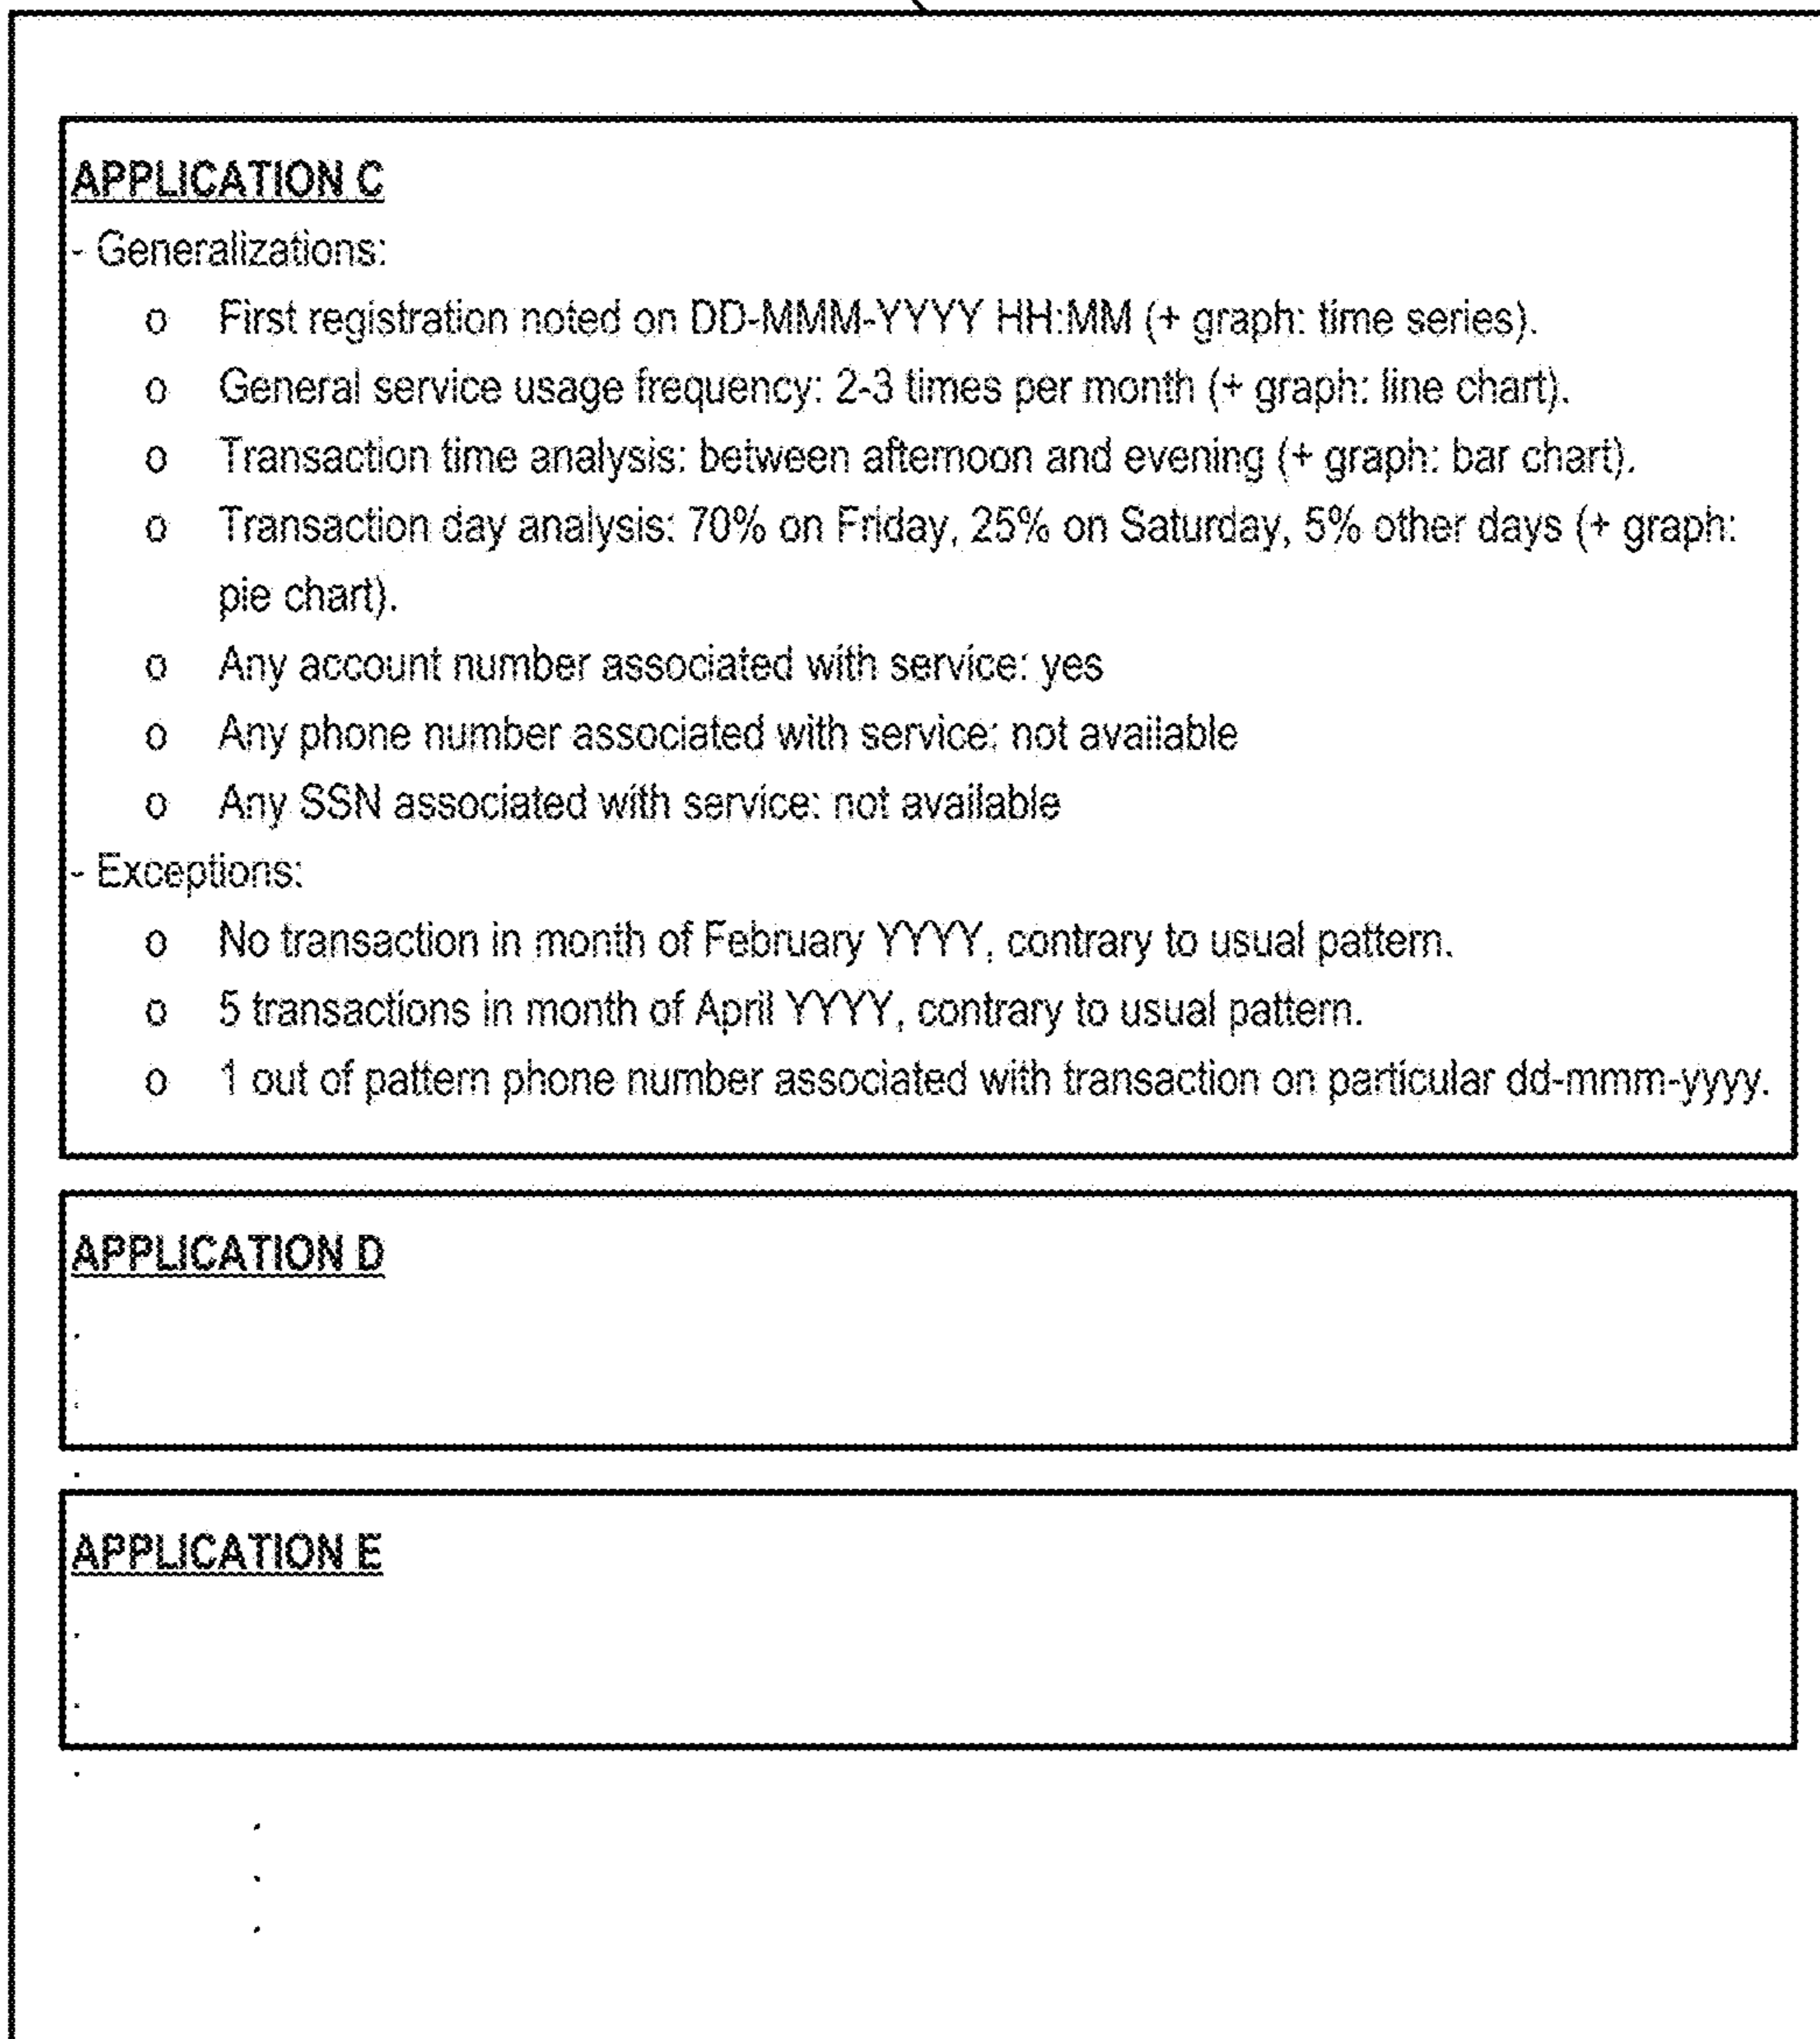 APPLICATION C
- Generalizations:
o First registration noted on DD-MMM-YYYY HH:MM (+ graph: time series).
o General service usage frequency: 2-3 times per month (+ graph: line chart).
o Transaction time analysis: between afternoon and evening (+ graph: bar chart).
o Transaction day analysis: 70% on Friday, 25% on Saturday, 5% other days (+ graph:
pie chart).
o Any account number associated with service: yes
o Any phone number associated with service: not available
o Any SSN associated with service: not available
- Exceptions:
o No transaction in month of February YYYY, contrary to usual pattern.
o 5 transactions in month of April YYYY, contrary to usual pattern.
o 1 out of pattern phone number associated with transaction on particular dd-mmm-yyyy.
APPLICATION D
.
.
.
APPLICATION E
.
.
.
.
.
.